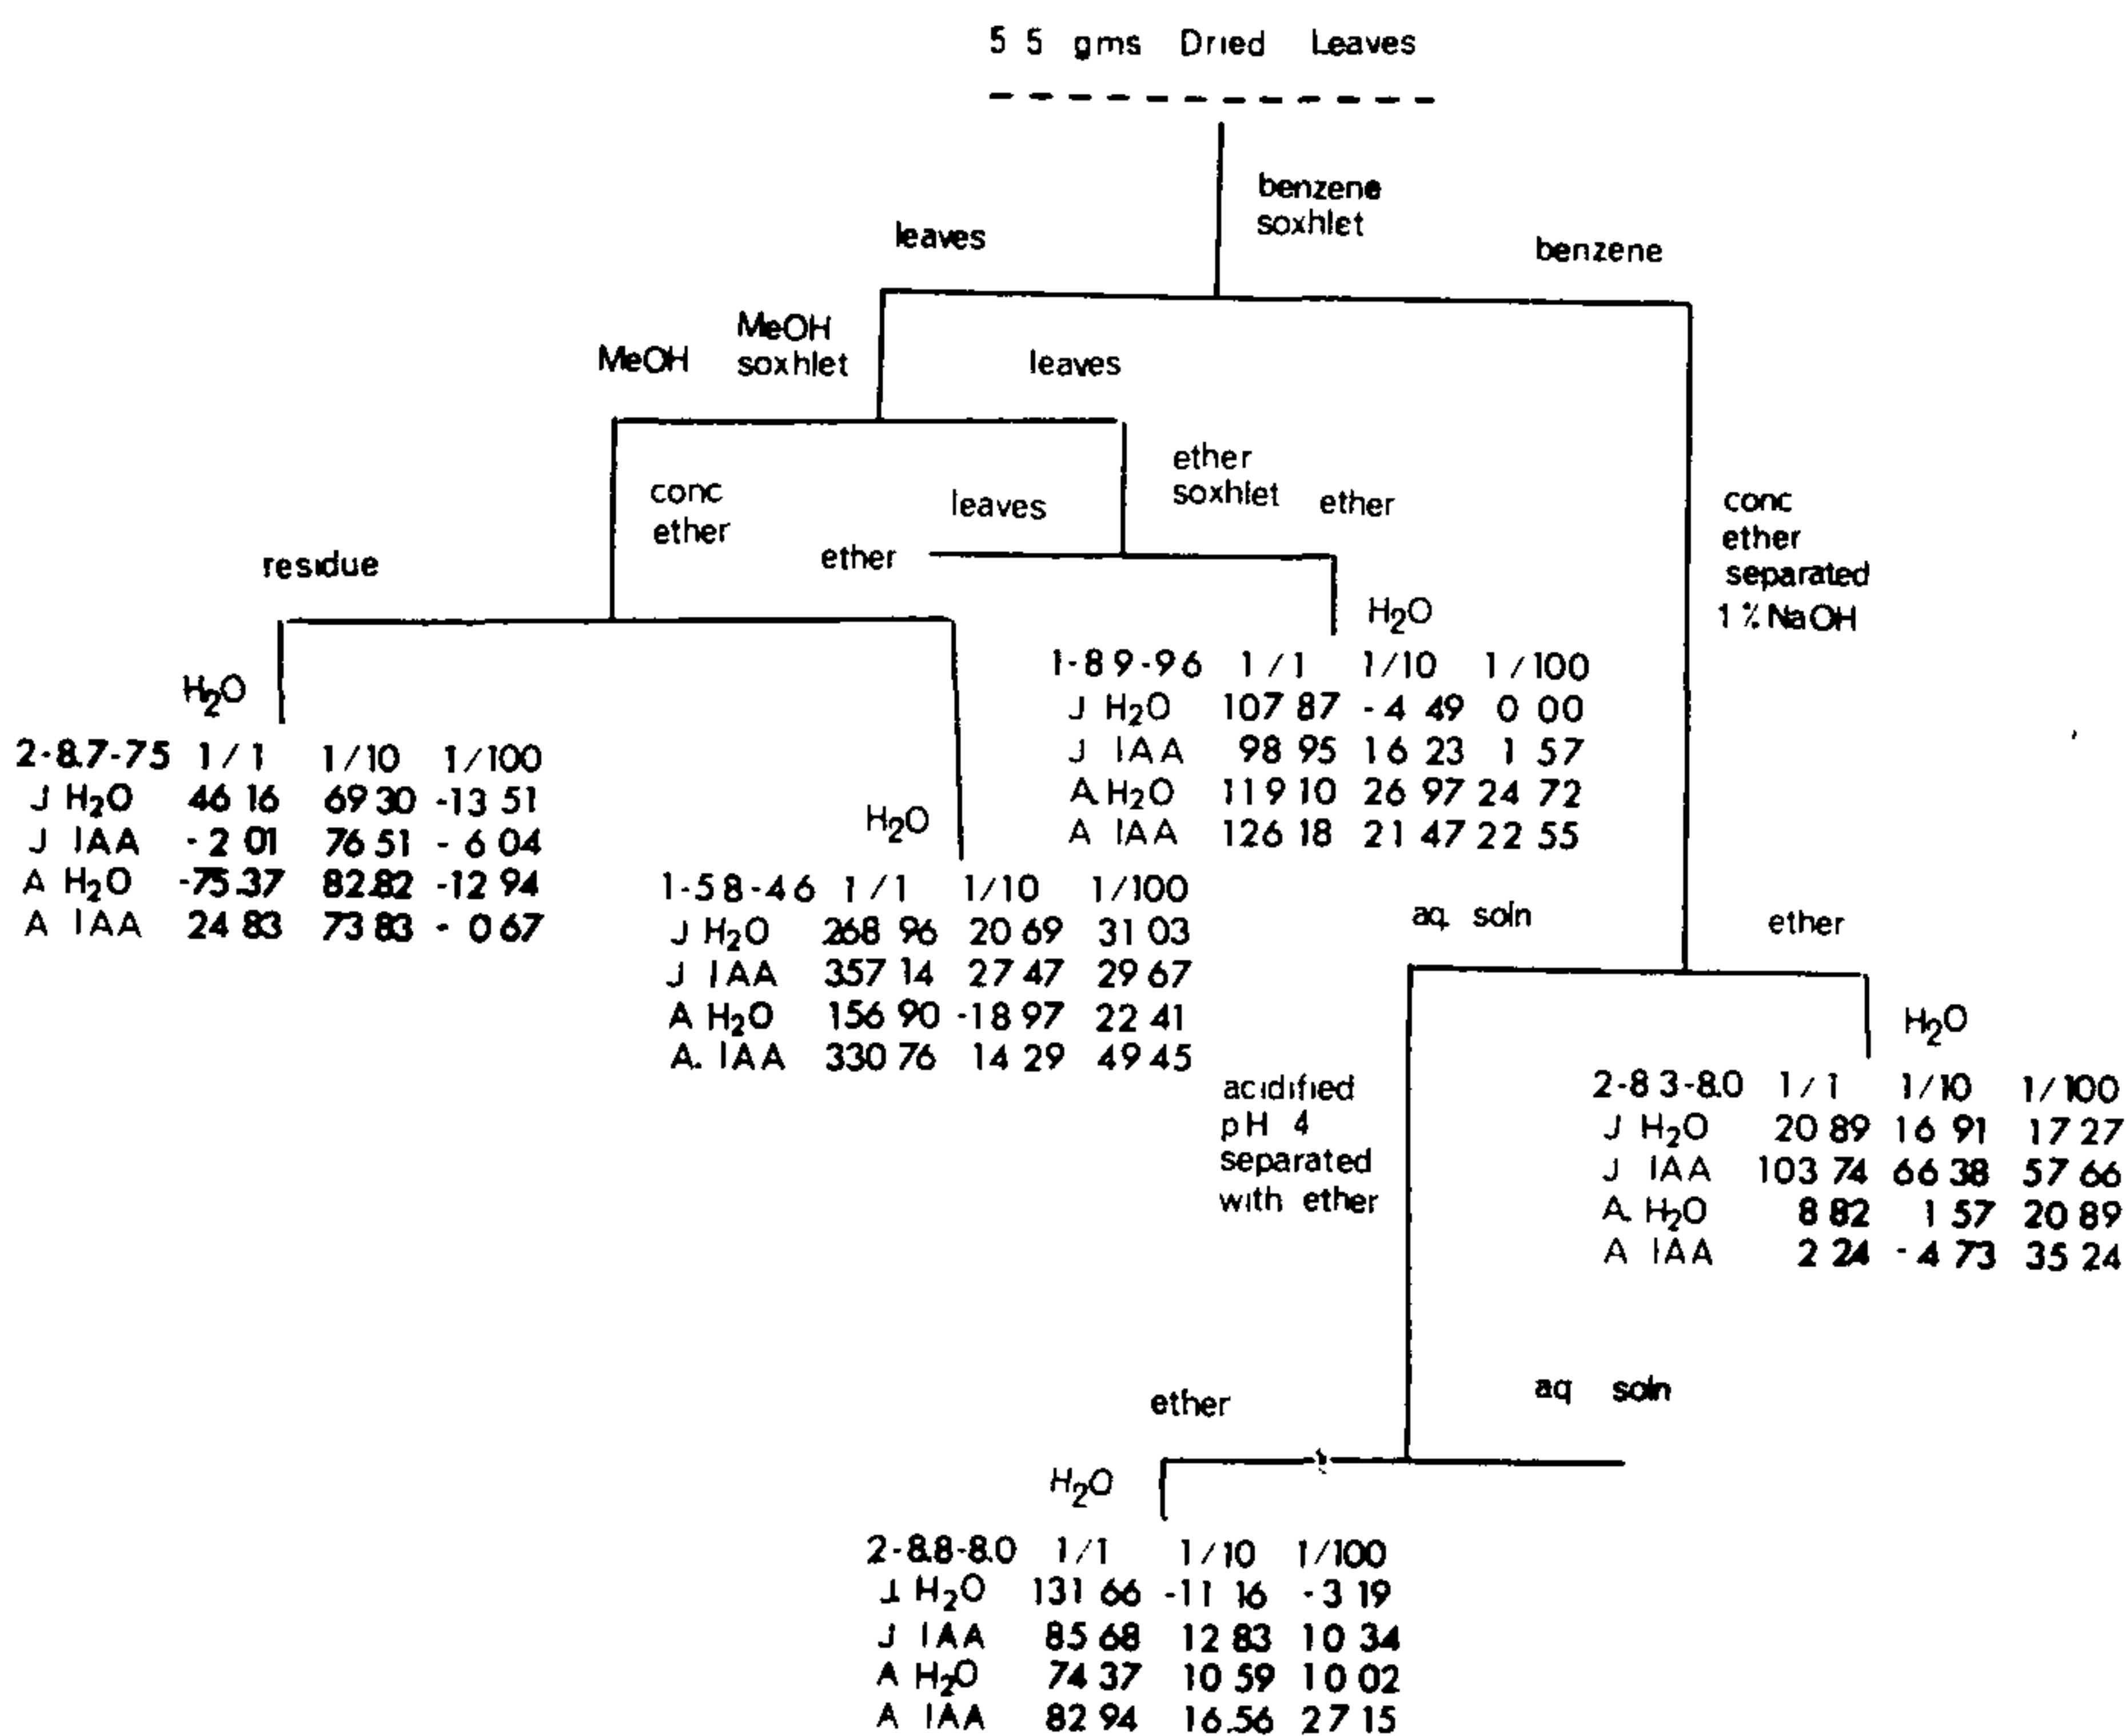 5 5 gms Dried Leaves
benzene
soxhlet
leaves
benzene
MeOH
MeOH
soxhlet
leaves
conc
ether
leaves
ether
soxhlet
ether
residue
ether
conc
ether
separated
1 % NaOH
H₂O
1-8 9-9 6 1/1 1/10 1/100
J H₂O 107 87 -4 49 0 00
J IAA 98 95 16 23 1 57
A H₂O 119 10 26 97 24 72
A IAA 126 18 21 47 22 55
H₂O
2-8.7-7 5 1/1 1/10 1/100
J H₂O 46 16 69 30 -13 51
J IAA -2 01 76 51 -6 04
A H₂O -75.37 82.82 -12 94
A IAA 24 83 73 83 -0 67
H₂O
1-5 8-4 6 1/1 1/10 1/100
J H₂O 268 96 20 69 31 03
J IAA 357 14 27 47 29 67
A H₂O 156 90 -18 97 22 41
A. IAA 330 76 14 29 49 45
aq. soln
ether
H₂O
2-8 3-8.0 1/1 1/10 1/100
J H₂O 20 89 16 91 17 27
J IAA 103 74 66 38 57 66
A. H₂O 8 82 1 57 20 89
A IAA 2 24 -4 73 35 24
acidified
pH 4
separated
with ether
ether
aq soln
H₂O
2-8.8-8.0 1/1 1/10 1/100
J H₂O 131 66 -11 16 -3 19
J IAA 85 68 12 83 10 34
A H₂O 74 37 10 59 10 02
A IAA 82 94 16.56 27 15